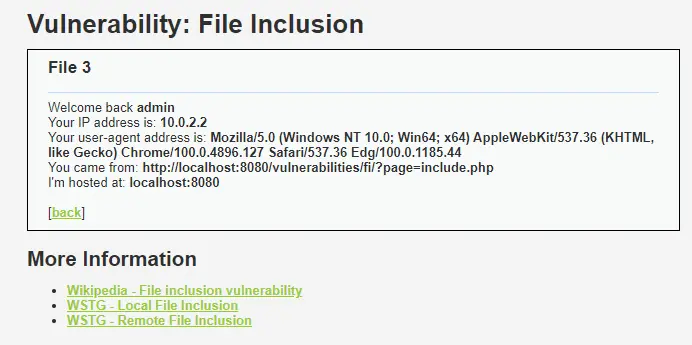 Vulnerability: File Inclusion
File 3
Welcome back admin
Your IP address is: 10.0.2.2
Your user-agent address is: Mozilla/5.0 (Windows NT 10.0; Win64; x64) AppleWebKit/537.36 (KHTML,
like Gecko) Chrome/100.0.4896.127 Safari/537.36 Edg/100.0.1185.44
You came from: http://localhost:8080/vulnerabilities/fi/?page=include.php
I'm hosted at: localhost:8080
[back]
More Information
Wikipedia - File inclusion vulnerability
WSTG - Local File Inclusion
WSTG - Remote File Inclusion